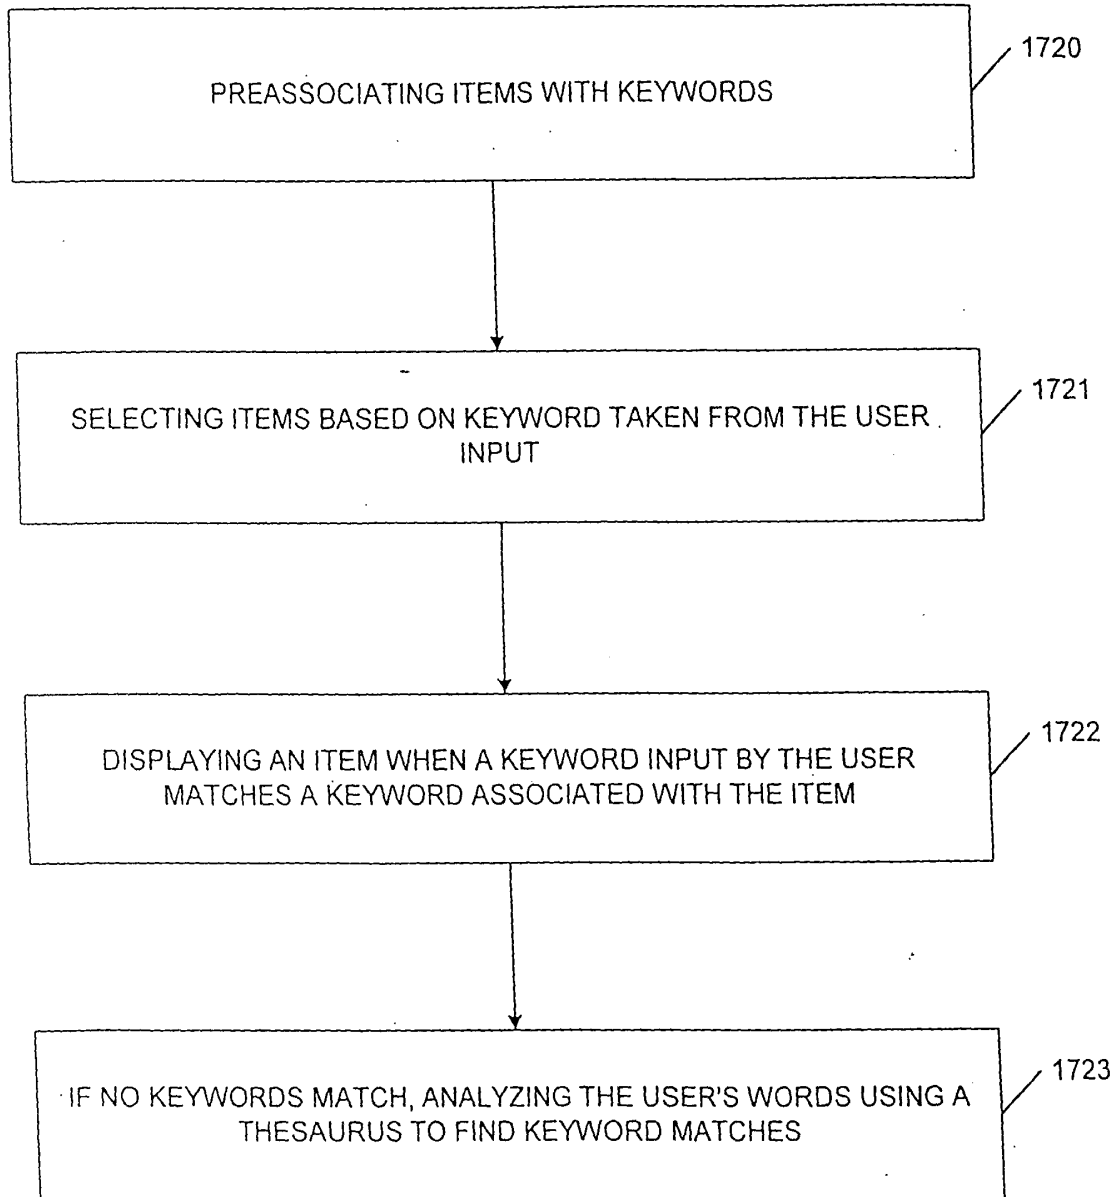 PREASSOCIATING ITEMS WITH KEYWORDS
1720
SELECTING ITEMS BASED ON KEYWORD TAKEN FROM THE USER
INPUT
1721
DISPLAYING AN ITEM WHEN A KEYWORD INPUT BY THE USER
MATCHES A KEYWORD ASSOCIATED WITH THE ITEM
1722
IF NO KEYWORDS MATCH, ANALYZING THE USER'S WORDS USING A
THESAURUS TO FIND KEYWORD MATCHES
1723